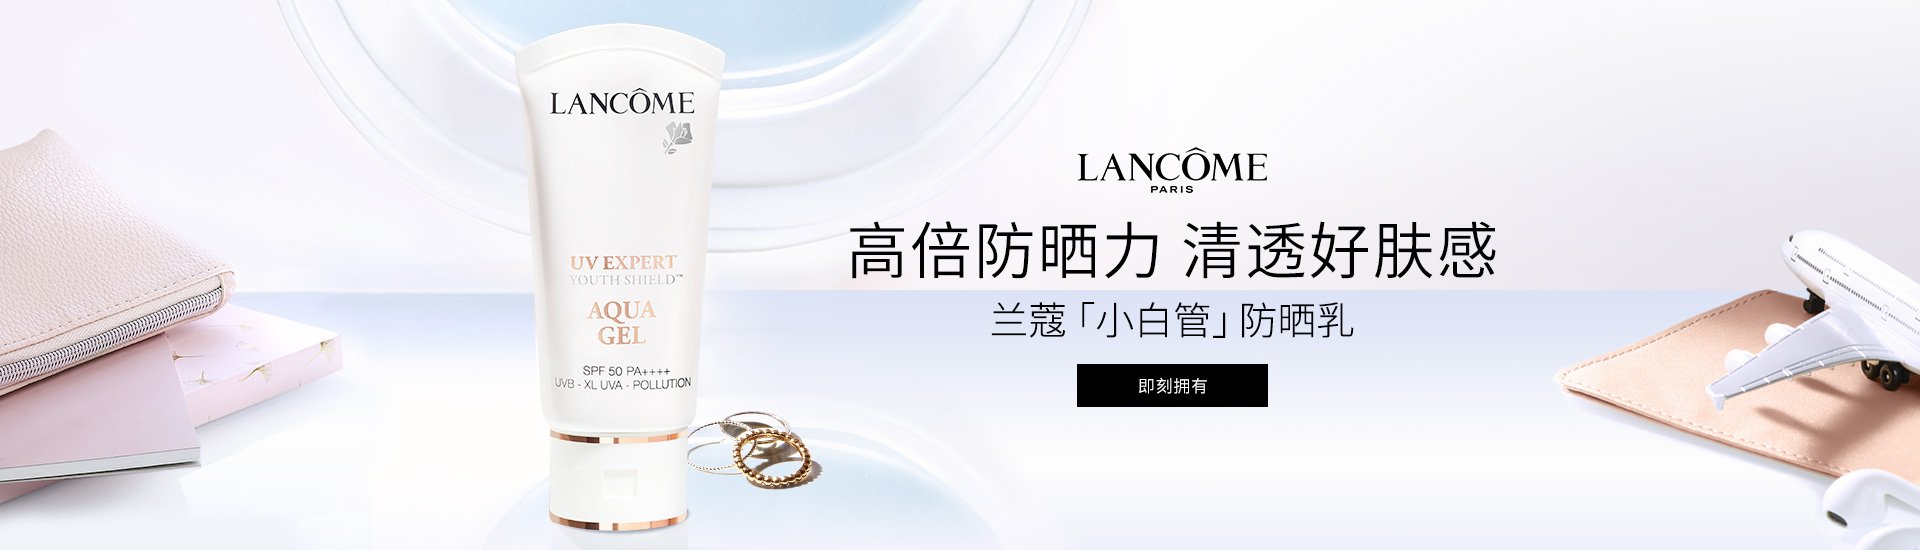 LANCÔME
UV EXPERT
YOUTH SHIELD™
AQUA
GEL
SPF 50 PA++++
UVB - XL UVA - POLLUTION
LANCÔME
PARIS
高倍防晒力 清透好肤感
兰蔻「小白管」防晒乳
即刻拥有